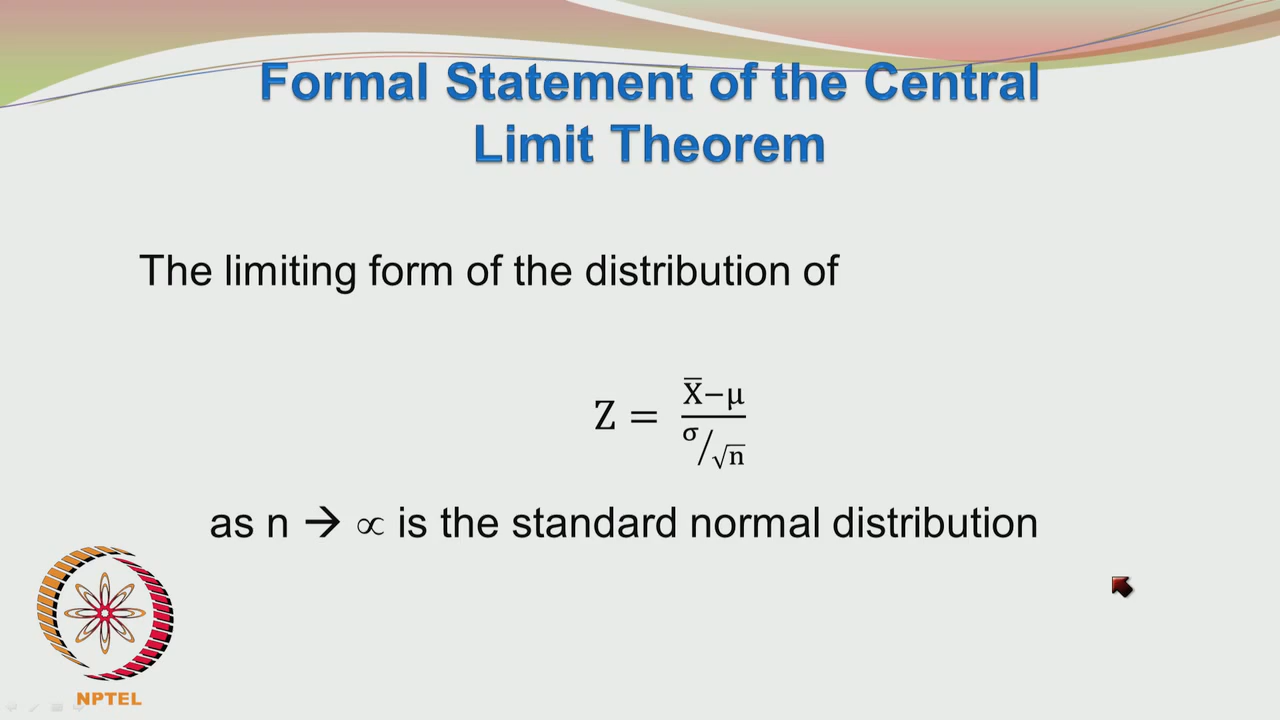 Formal Statement of the Central
Limit Theorem
The limiting form of the distribution of
Z = X̅−μ / σ/√n
as n → ∝ is the standard normal distribution
NPTEL